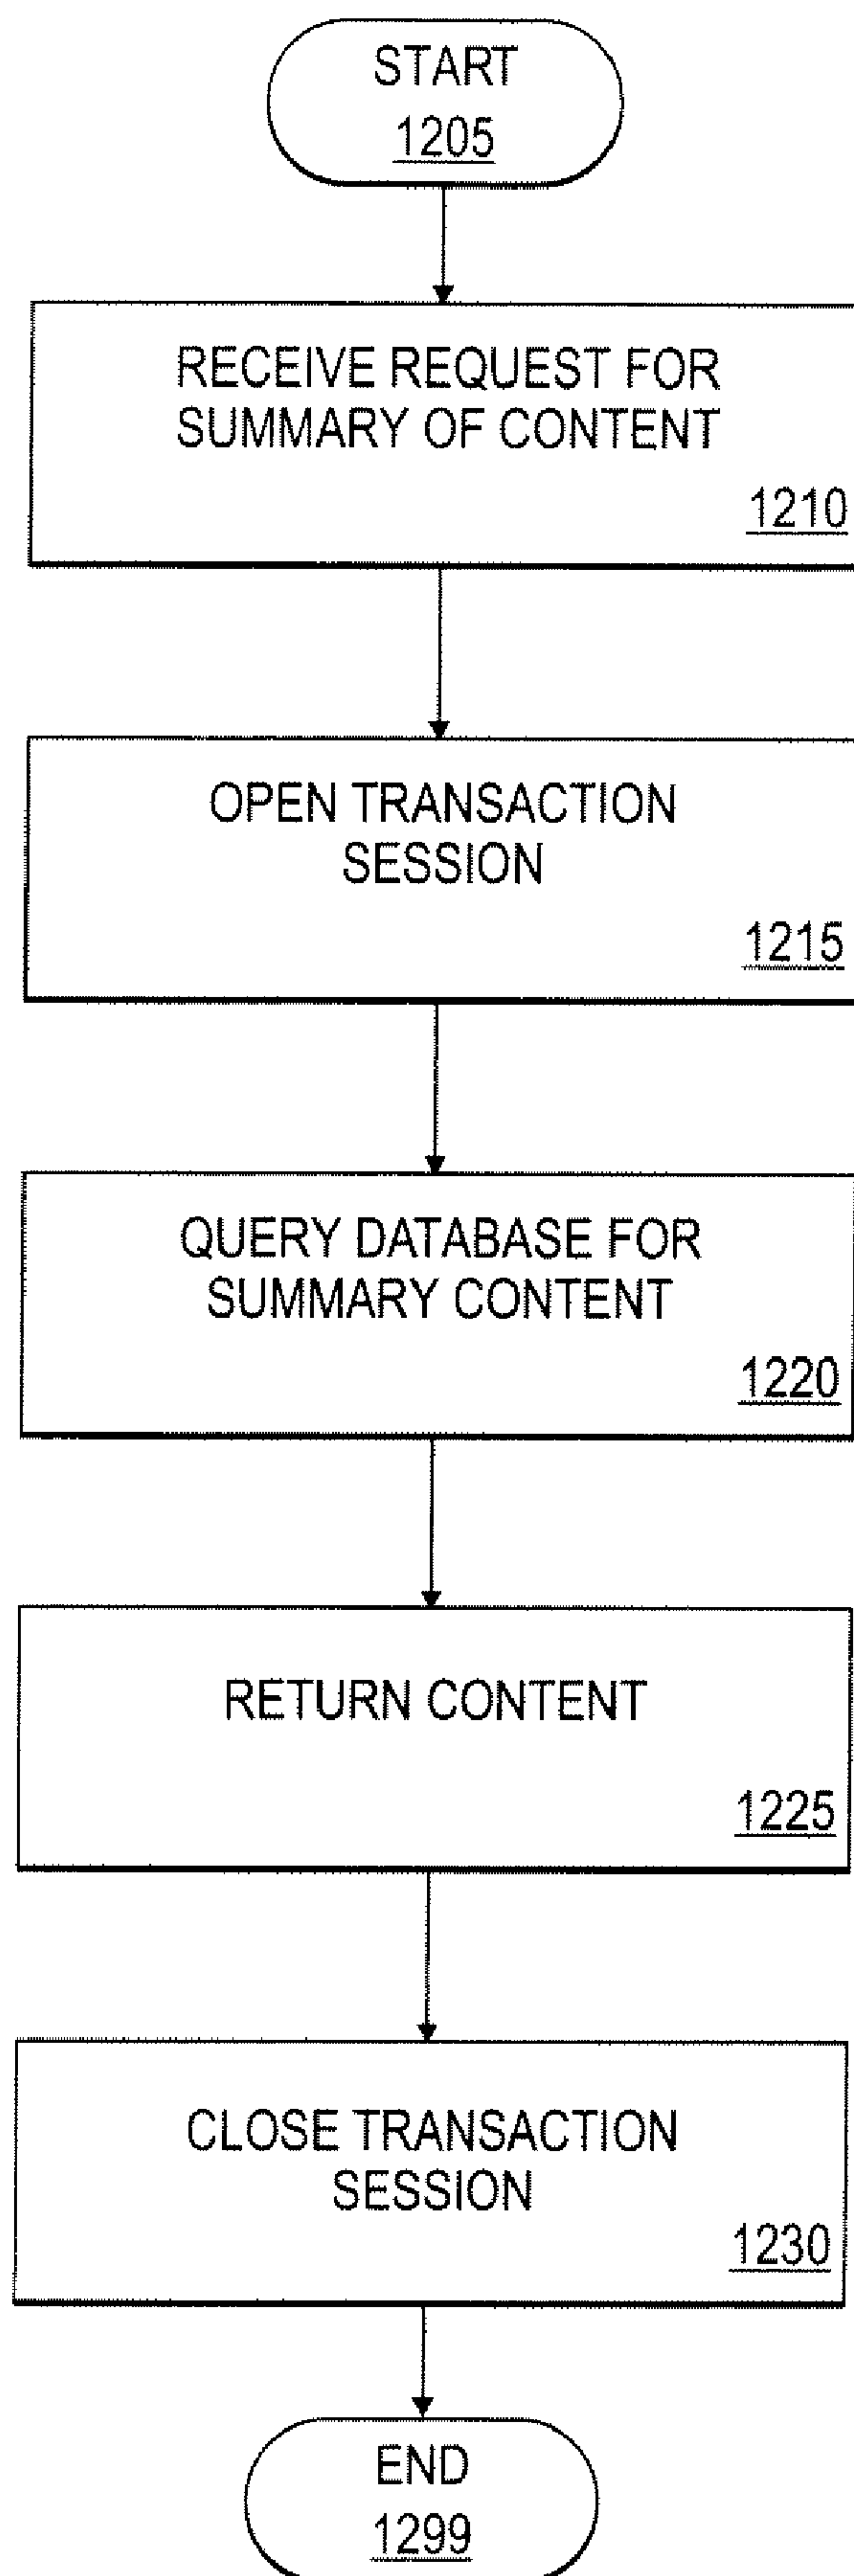 START
1205
RECEIVE REQUEST FOR
SUMMARY OF CONTENT
1210
OPEN TRANSACTION
SESSION
1215
QUERY DATABASE FOR
SUMMARY CONTENT
1220
RETURN CONTENT
1225
CLOSE TRANSACTION
SESSION
1230
END
1299